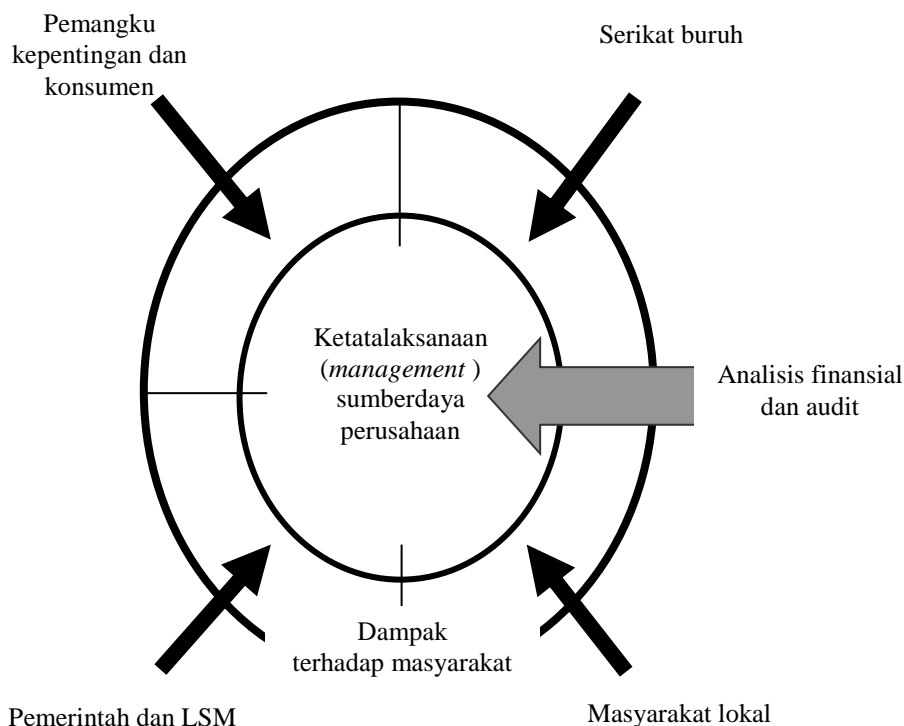 Pemangku
kepentingan dan
konsumen
Serikat buruh
Ketatalaksanaan
(management )
sumberdaya
perusahaan
Analisis finansial
dan audit
Dampak
terhadap masyarakat
Pemerintah dan LSM
Masyarakat lokal